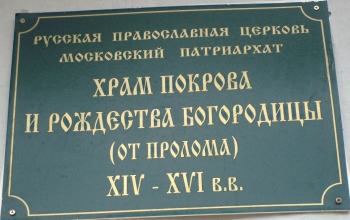 РУССКАЯ ПРАВОСЛАВНАЯ ЦЕРКОВЬ
МОСКОВСКИЙ ПАТРИАРХАТ
ХРАМ ПОКРОВА
И РОЖДЕСТВА БОГОРОДИЦЫ
(ОТ ПРОЛОМА)
XIV - XVI В.В.